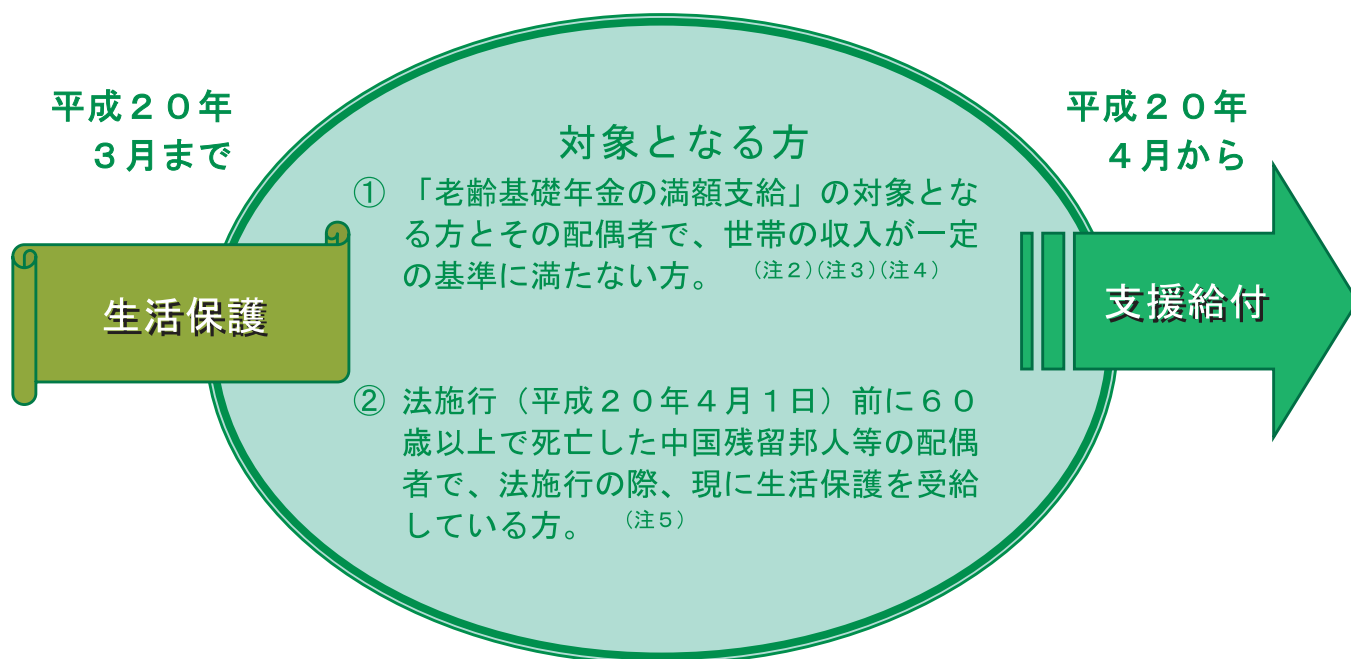 平成２０年
３月まで
生活保護
対象となる方
① 「老齢基礎年金の満額支給」の対象とな
る方とその配偶者で、世帯の収入が一定
の基準に満たない方。 （注２）（注３）（注４）
② 法施行（平成２０年４月１日）前に６０
歳以上で死亡した中国残留邦人等の配偶
者で、法施行の際、現に生活保護を受給
している方。 （注５）
平成２０年
４月から
支援給付